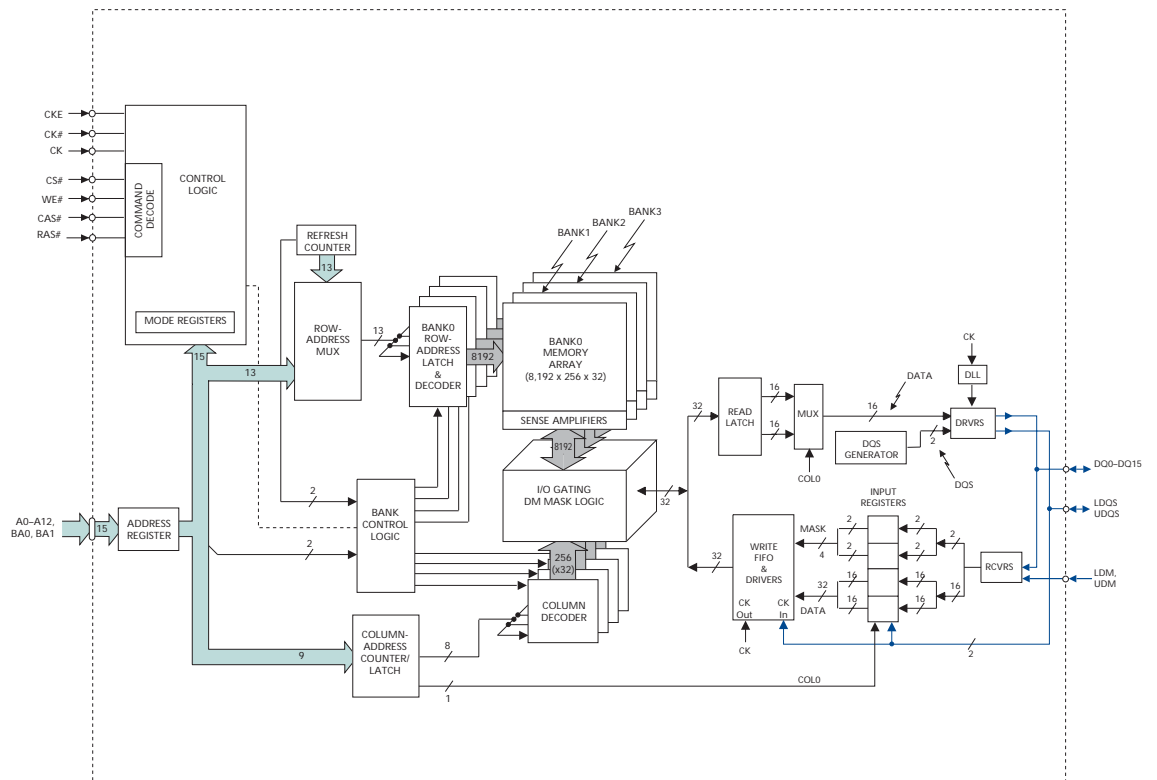 CKE
CK#
CK
CS#
WE#
CAS#
RAS#
COMMAND
DECODE
CONTROL
LOGIC
MODE REGISTERS
15
REFRESH
COUNTER
13
ROW-
ADDRESS
MUX
13
13
BANK0
ROW-
ADDRESS
LATCH
&
DECODER
8192
BANK1
BANK2
BANK3
BANK0
MEMORY
ARRAY
(8,192 x 256 x 32)
SENSE AMPLIFIERS
8192
I/O GATING
DM MASK LOGIC
32
A0–A12,
BA0, BA1
15
ADDRESS
REGISTER
2
2
BANK
CONTROL
LOGIC
256
(x32)
COLUMN
DECODER
9
COLUMN-
ADDRESS
COUNTER/
LATCH
8
1
COL0
32
READ
LATCH
16
16
MUX
COL0
16
DATA
DQS
GENERATOR
2
DQS
CK
DLL
DRVRS
DQ0–DQ15
LDQS
UDQS
LDM,
UDM
32
WRITE
FIFO
&
DRIVERS
CK
Out
CK
In
CK
MASK
4
32
DATA
INPUT
REGISTERS
2
2
16
16
2
2
16
16
2
16
RCVRS
2